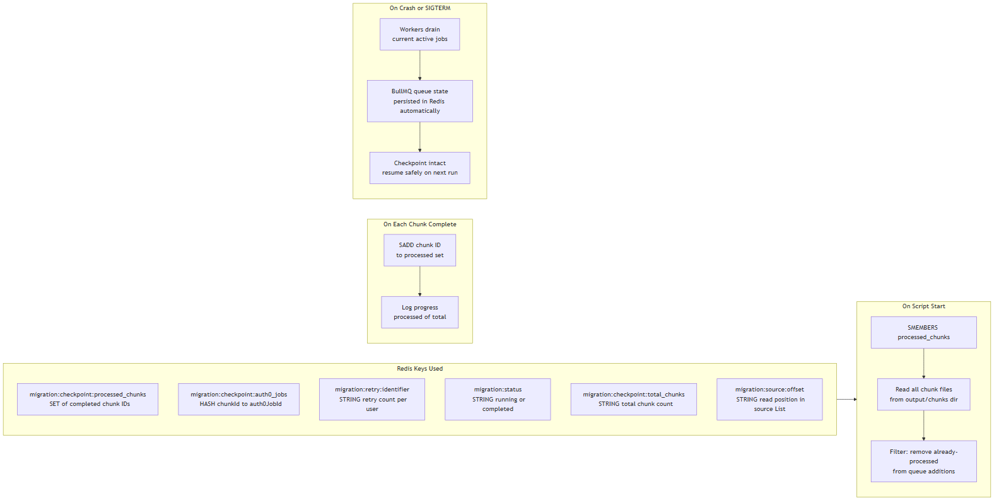 On Crash or SIGTERM
Workers drain
current active jobs
BullMQ queue state
persisted in Redis
automatically
Checkpoint intact
resume safely on next run
On Each Chunk Complete
SADD chunk ID
to processed set
Log progress
processed of total
Redis Keys Used
migration:checkpoint:processed_chunks
SET of completed chunk IDs
migration:checkpoint:auth0_jobs
HASH chunkId to auth0JobId
migration:retry:identifier
STRING retry count per
user
migration:status
STRING running or
completed
migration:checkpoint:total_chunks
STRING total chunk count
migration:source:offset
STRING read position in
source List
On Script Start
SMEMBERS
processed_chunks
Read all chunk files
from output/chunks dir
Filter: remove already-
processed
from queue additions